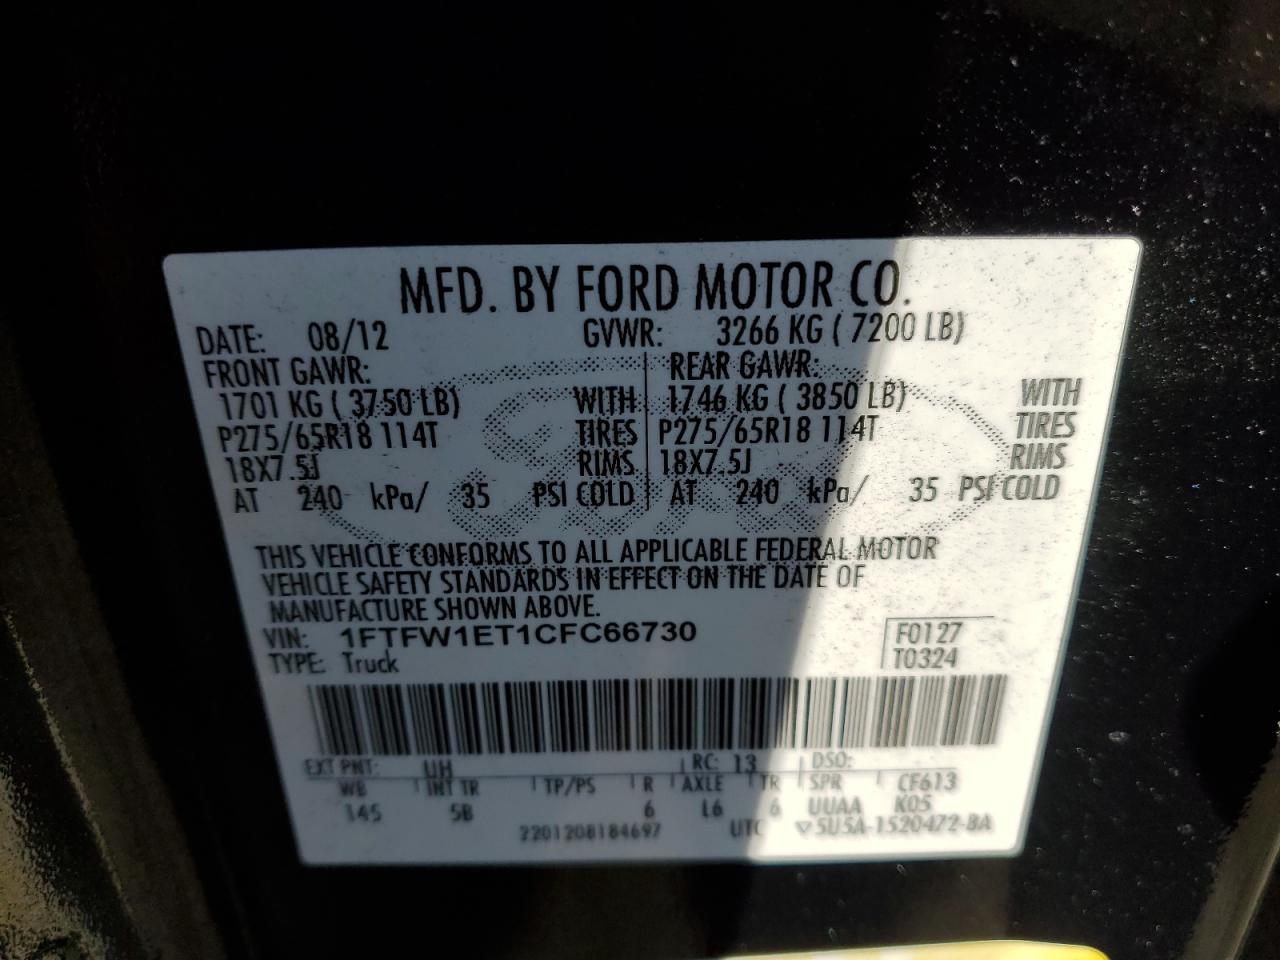 MFD. BY FORD MOTOR CO.
DATE: 08/12 GVWR: 3266 KG ( 7200 LB)
FRONT GAWR: REAR GAWR:
1701 KG ( 3750 LB) WITH 1746 KG ( 3850 LB) WITH
P275/65R18 114T TIRES P275/65R18 114T TIRES
18X7.5J RIMS 18X7.5J RIMS
AT 240 kPa/ 35 PSI COLD AT 240 kPa/ 35 PSI COLD
THIS VEHICLE CONFORMS TO ALL APPLICABLE FEDERAL MOTOR
VEHICLE SAFETY STANDARDS IN EFFECT ON THE DATE OF
MANUFACTURE SHOWN ABOVE.
VIN: 1FTFW1ET1CFC66730 F0127
TYPE: Truck T0324
EXT PNT: UH RC: 13 DSO:
WB INT TR TP/PS R AXLE TR SPR CF613
145 5B 6 L6 6 UUAA K05
2201208184697 UTC ▽5U5A-1520472-BA